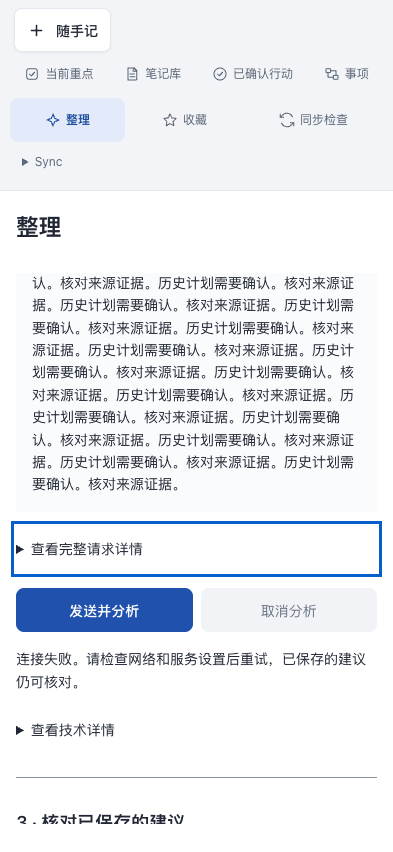 随手记
当前重点 笔记库 已确认行动 事项
整理 收藏 同步检查
Sync
整理
认。核对来源证据。历史计划需要确认。核对来源证
据。历史计划需要确认。核对来源证据。历史计划需
要确认。核对来源证据。历史计划需要确认。核对来
源证据。历史计划需要确认。核对来源证据。历史计
划需要确认。核对来源证据。历史计划需要确认。核
对来源证据。历史计划需要确认。核对来源证据。历
史计划需要确认。核对来源证据。历史计划需要确
认。核对来源证据。历史计划需要确认。核对来源证
据。历史计划需要确认。核对来源证据。历史计划需
要确认。核对来源证据。
查看完整请求详情
发送并分析 取消分析
连接失败。请检查网络和服务设置后重试，已保存的建议
仍可核对。
查看技术详情
3. 核对已保存的建议